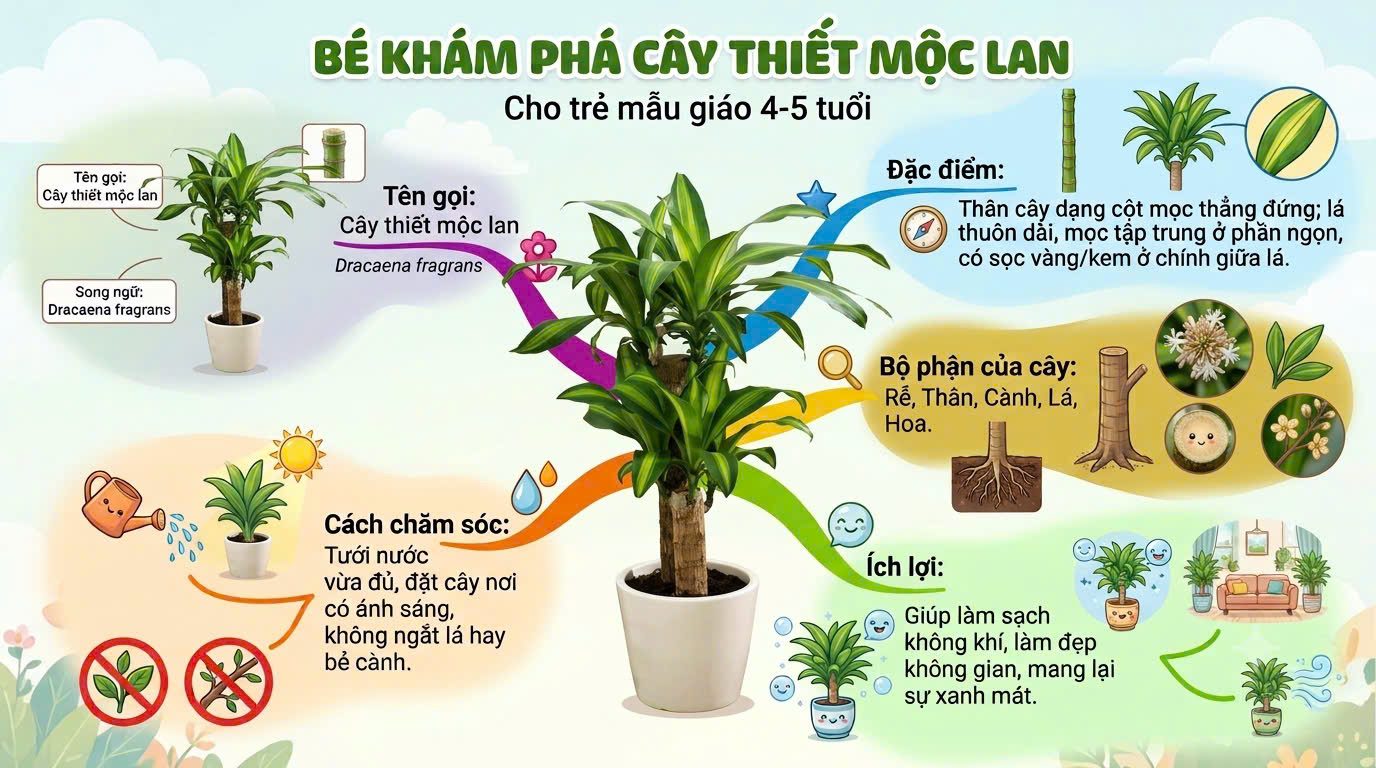 BÉ KHÁM PHÁ CÂY THIẾT MỘC LAN
Cho trẻ mẫu giáo 4-5 tuổi
Tên gọi:
Cây thiết mộc lan
Song ngữ:
Dracaena fragrans
Tên gọi:
Cây thiết mộc lan
Dracaena fragrans
Đặc điểm:
Thân cây dạng cột mọc thẳng đứng; lá
thuôn dài, mọc tập trung ở phần ngọn,
có sọc vàng/kem ở chính giữa lá.
Bộ phận của cây:
Rễ, Thân, Cành, Lá,
Hoa.
Cách chăm sóc:
Tưới nước
vừa đủ, đặt cây nơi
có ánh sáng,
không ngắt lá hay
bẻ cành.
Ích lợi:
Giúp làm sạch
không khí, làm đẹp
không gian, mang lại
sự xanh mát.